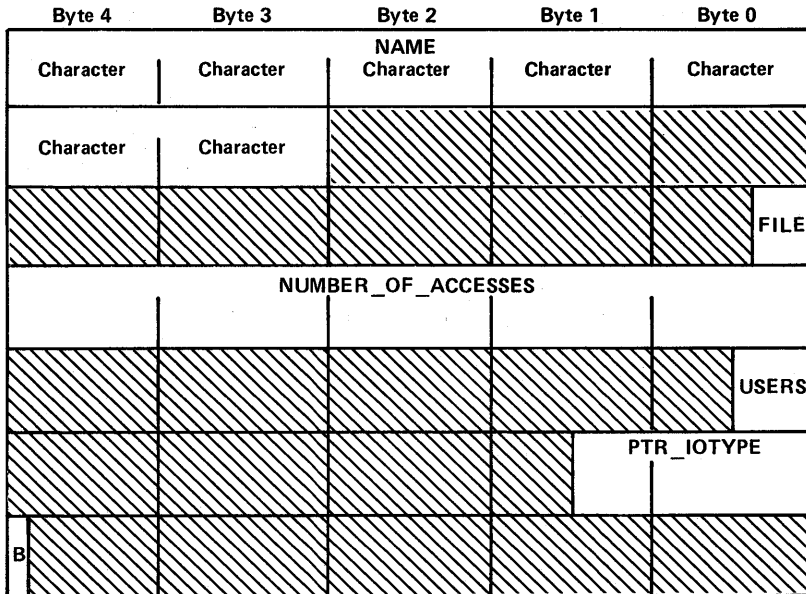 Byte 4 Byte 3 Byte 2 Byte 1 Byte 0
NAME
Character Character Character Character Character
Character Character
FILE
NUMBER_OF_ACCESSES
USERS
PTR_IOTYPE
B